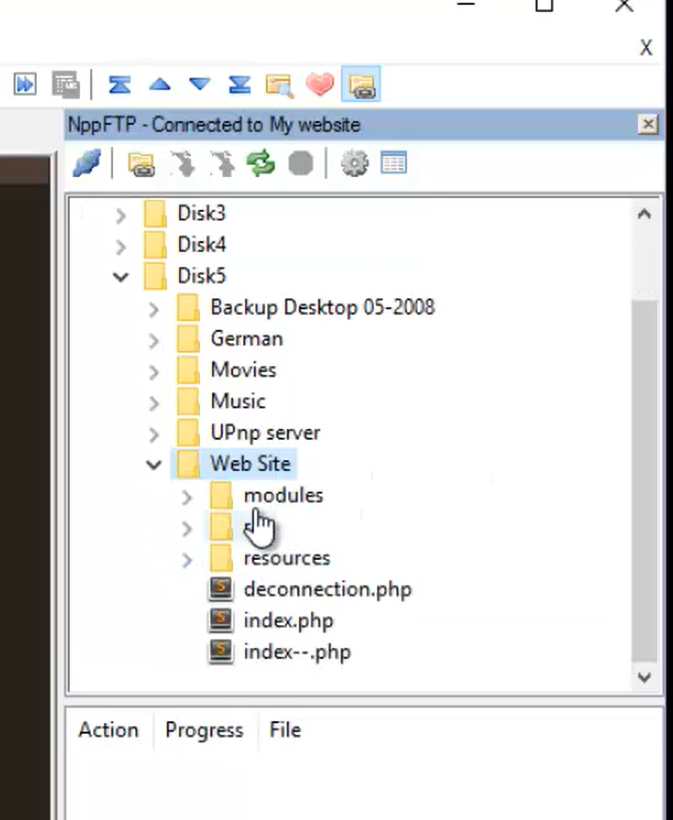 X
NppFTP - Connected to My website
Disk3
Disk4
Disk5
Backup Desktop 05-2008
German
Movies
Music
UPnp server
Web Site
modules
resources
deconnection.php
index.php
index--.php
Action Progress File